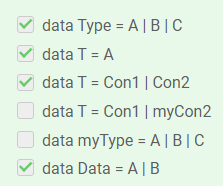 data Type = A | B | C
data T = A
data T = Con1 | Con2
data T = Con1 | myCon2
data myType = A | B | C
data Data = A | B